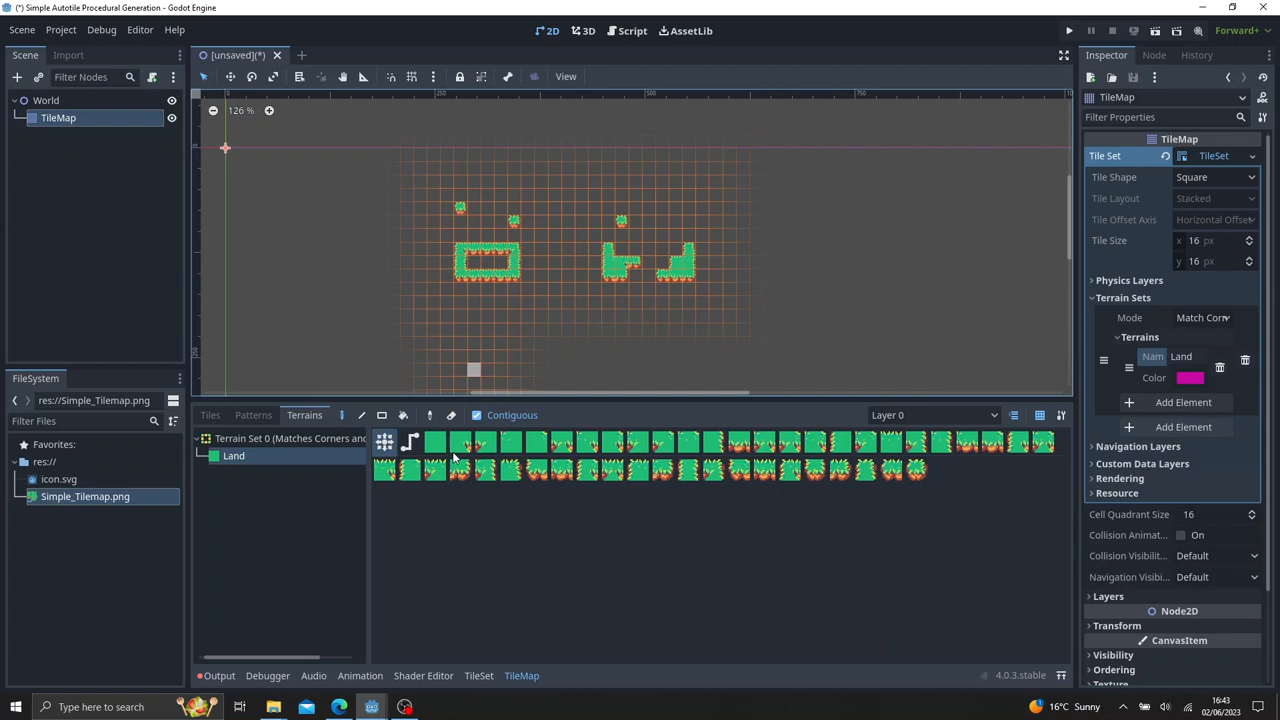 (*) Simple Autotile Procedural Generation - Godot Engine
Scene Project Debug Editor Help
2D 3D Script AssetLib
Forward+
Scene Import
[unsaved](*)
Inspector Node History
Filter Nodes
View
World
TileMap
0 250 500 750
126 %
TileMap
Filter Properties
TileMap
Tile Set TileSet
Tile Shape Square
Tile Layout Stacked
Tile Offset Axis Horizontal Offset
Tile Size x 16 px
y 16 px
Physics Layers
Terrain Sets
Mode Match Corn
Terrains
Nam Land
Color
Add Element
Add Element
Navigation Layers
Custom Data Layers
Rendering
Resource
Cell Quadrant Size 16
Collision Animat... On
Collision Visibilit... Default
Navigation Visibi... Default
Layers
Node2D
Transform
CanvasItem
Visibility
Ordering
Texture
FileSystem
res://Simple_Tilemap.png
Filter Files
Favorites:
res://
icon.svg
Simple_Tilemap.png
Tiles Patterns Terrains
Contiguous
Layer 0
Terrain Set 0 (Matches Corners and
Land
Output Debugger Audio Animation Shader Editor TileSet TileMap
4.0.3.stable
Type here to search
16°C Sunny
16:43
02/06/2023